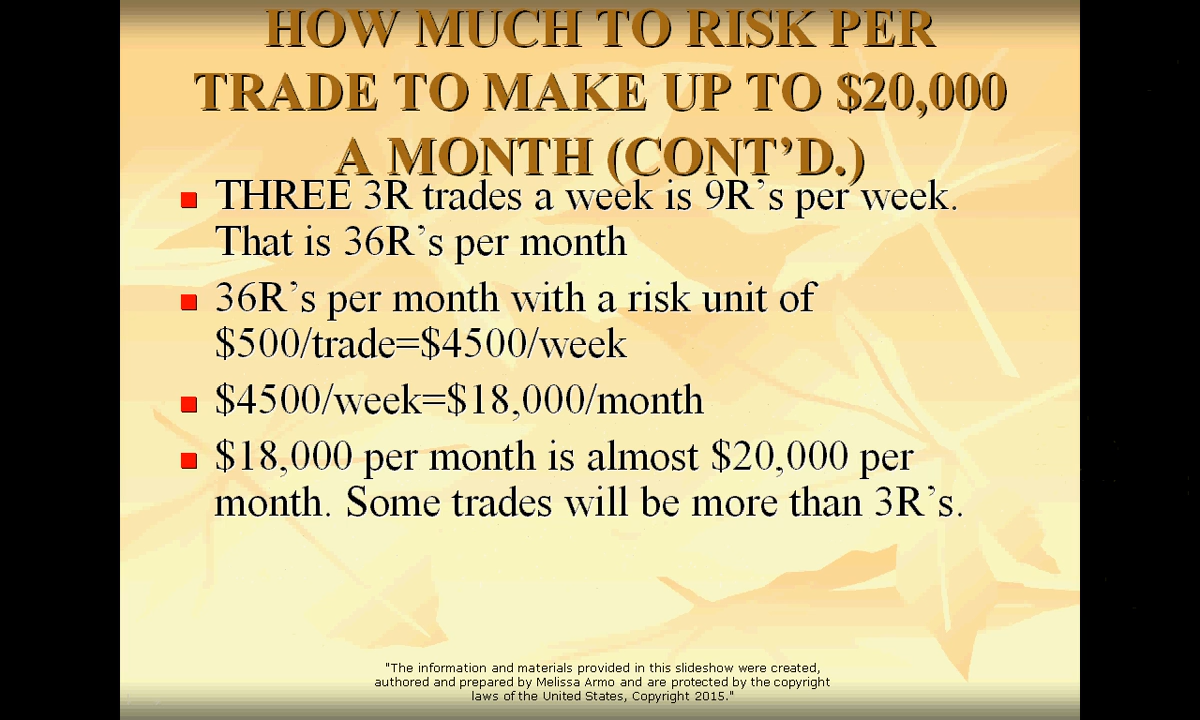 HOW MUCH TO RISK PER
TRADE TO MAKE UP TO $20,000
A MONTH (CONT’D.)
THREE 3R trades a week is 9R’s per week.
That is 36R’s per month
36R’s per month with a risk unit of
$500/trade=$4500/week
$4500/week=$18,000/month
$18,000 per month is almost $20,000 per
month. Some trades will be more than 3R’s.
"The information and materials provided in this slideshow were created,
authored and prepared by Melissa Armo and are protected by the copyright
laws of the United States, Copyright 2015."